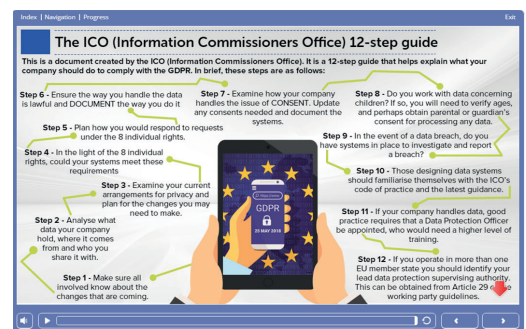 Index | Navigation | Progress
Exit
The ICO (Information Commissioners Office) 12-step guide
This is a document created by the ICO (Information Commissioners Office). It is a 12-step guide that helps explain what your
company should do to comply with the GDPR. In brief, these steps are as follows:
Step 6 - Ensure the way you handle the data
is lawful and DOCUMENT the way you do it
Step 7 - Examine how your company
handles the issue of CONSENT. Update
any consents needed and document the
systems.
Step 8 - Do you work with data concerning
children? If so, you will need to verify ages,
and perhaps obtain parental or guardian's
consent for processing any data.
Step 5 - Plan how you would respond to requests
under the 8 individual rights.
Step 9 - In the event of a data breach, do you
have systems in place to investigate and report
a breach?
Step 4 - In the light of the 8 individual
rights, could your systems meet these
requirements
Step 10 - Those designing data systems
should familiarise themselves with the ICO's
code of practice and the latest guidance.
Step 3 - Examine your current
arrangements for privacy and
plan for the changes you may
need to make.
GDPR
25 MAY 2018
Step 11 - If your company handles data, good
practice requires that a Data Protection Officer
be appointed, who would need a higher level of
training.
Step 2 - Analyse what
data your company
hold, where it comes
from and who you
share it with.
Step 12 - If you operate in more than one
EU member state you should identify your
lead data protection supervising authority.
This can be obtained from Article 29 
working party guidelines.
Step 1 - Make sure all
involved know about the
changes that are coming.